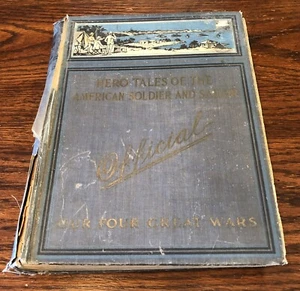 HERO TALES OF THE
AMERICAN SOLDIER AND SAILOR
Official
OUR FOUR GREAT WARS